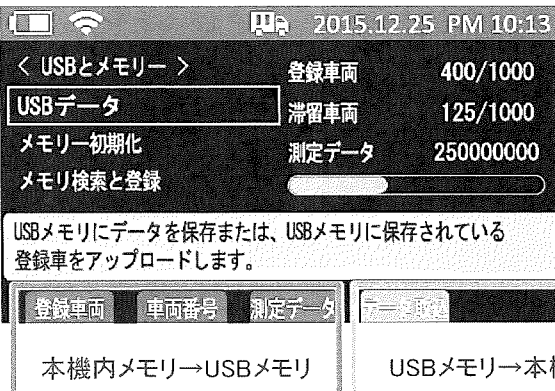 2015.12.25 PM 10:13
< USBとメモリー >
USBデータ
メモリー初期化
メモリ検索と登録
登録車両 400/1000
滞留車両 125/1000
測定データ 250000000
USBメモリにデータを保存または、USBメモリに保存されている
登録車をアップロードします。
登録車両 車両番号 測定データ データ取込
本機内メモリ→USBメモリ
USBメモリ→本機